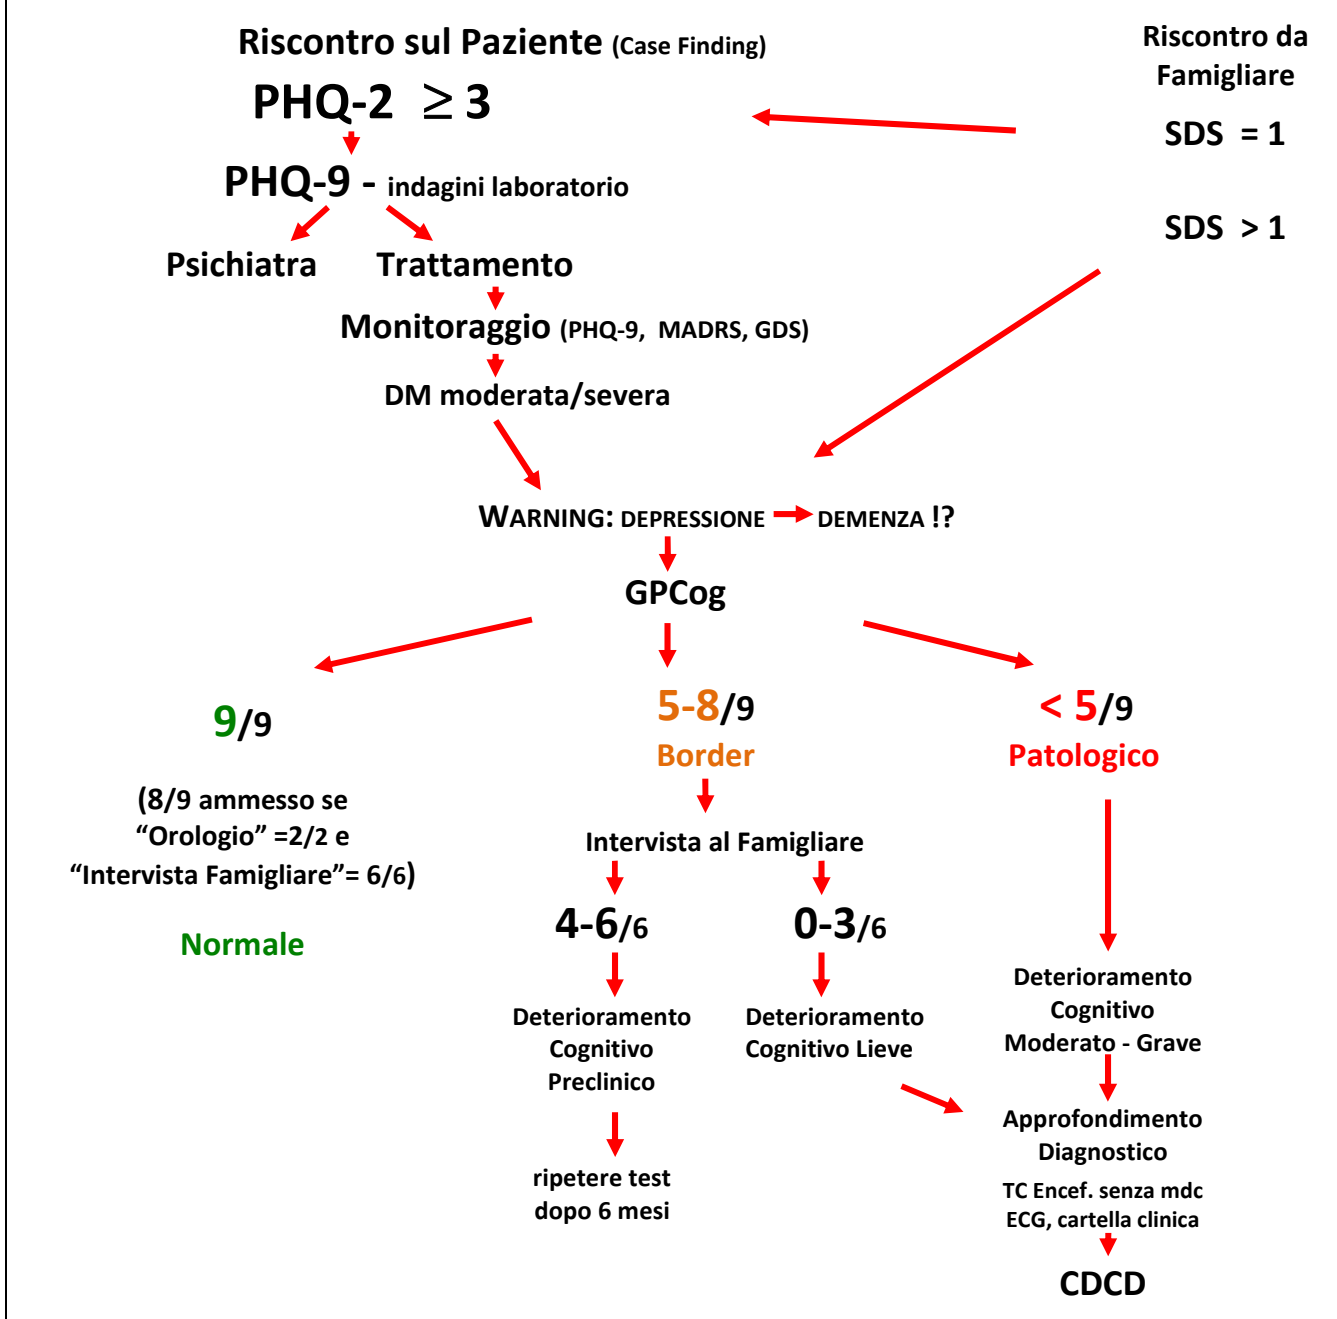 Riscontro sul Paziente (Case Finding)
PHQ-2 ≥ 3
Riscontro da
Famigliare
SDS = 1
SDS > 1
PHQ-9 - indagini laboratorio
Psichiatra Trattamento
Monitoraggio (PHQ-9, MADRS, GDS)
DM moderata/severa
WARNING: DEPRESSIONE DEMENZA !?
GPCog
9/9
(8/9 ammesso se
“Orologio” =2/2 e
“Intervista Famigliare”= 6/6)
Normale
5-8/9
Border
Intervista al Famigliare
4-6/6
Deterioramento
Cognitivo
Preclinico
ripetere test
dopo 6 mesi
0-3/6
Deterioramento
Cognitivo Lieve
< 5/9
Patologico
Deterioramento
Cognitivo
Moderato - Grave
Approfondimento
Diagnostico
TC Encef. senza mdc
ECG, cartella clinica
CDCD